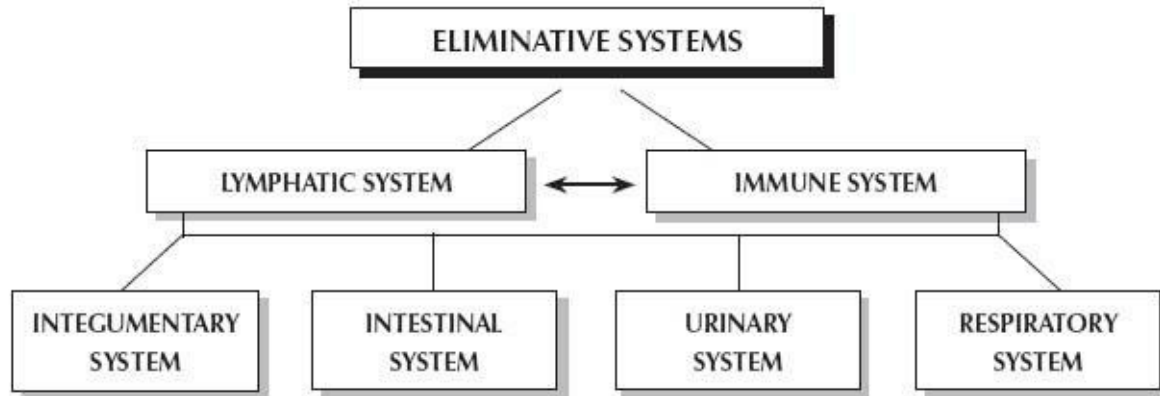 ELIMINATIVE SYSTEMS
LYMPHATIC SYSTEM
IMMUNE SYSTEM
INTEGUMENTARY
SYSTEM
INTESTINAL
SYSTEM
URINARY
SYSTEM
RESPIRATORY
SYSTEM